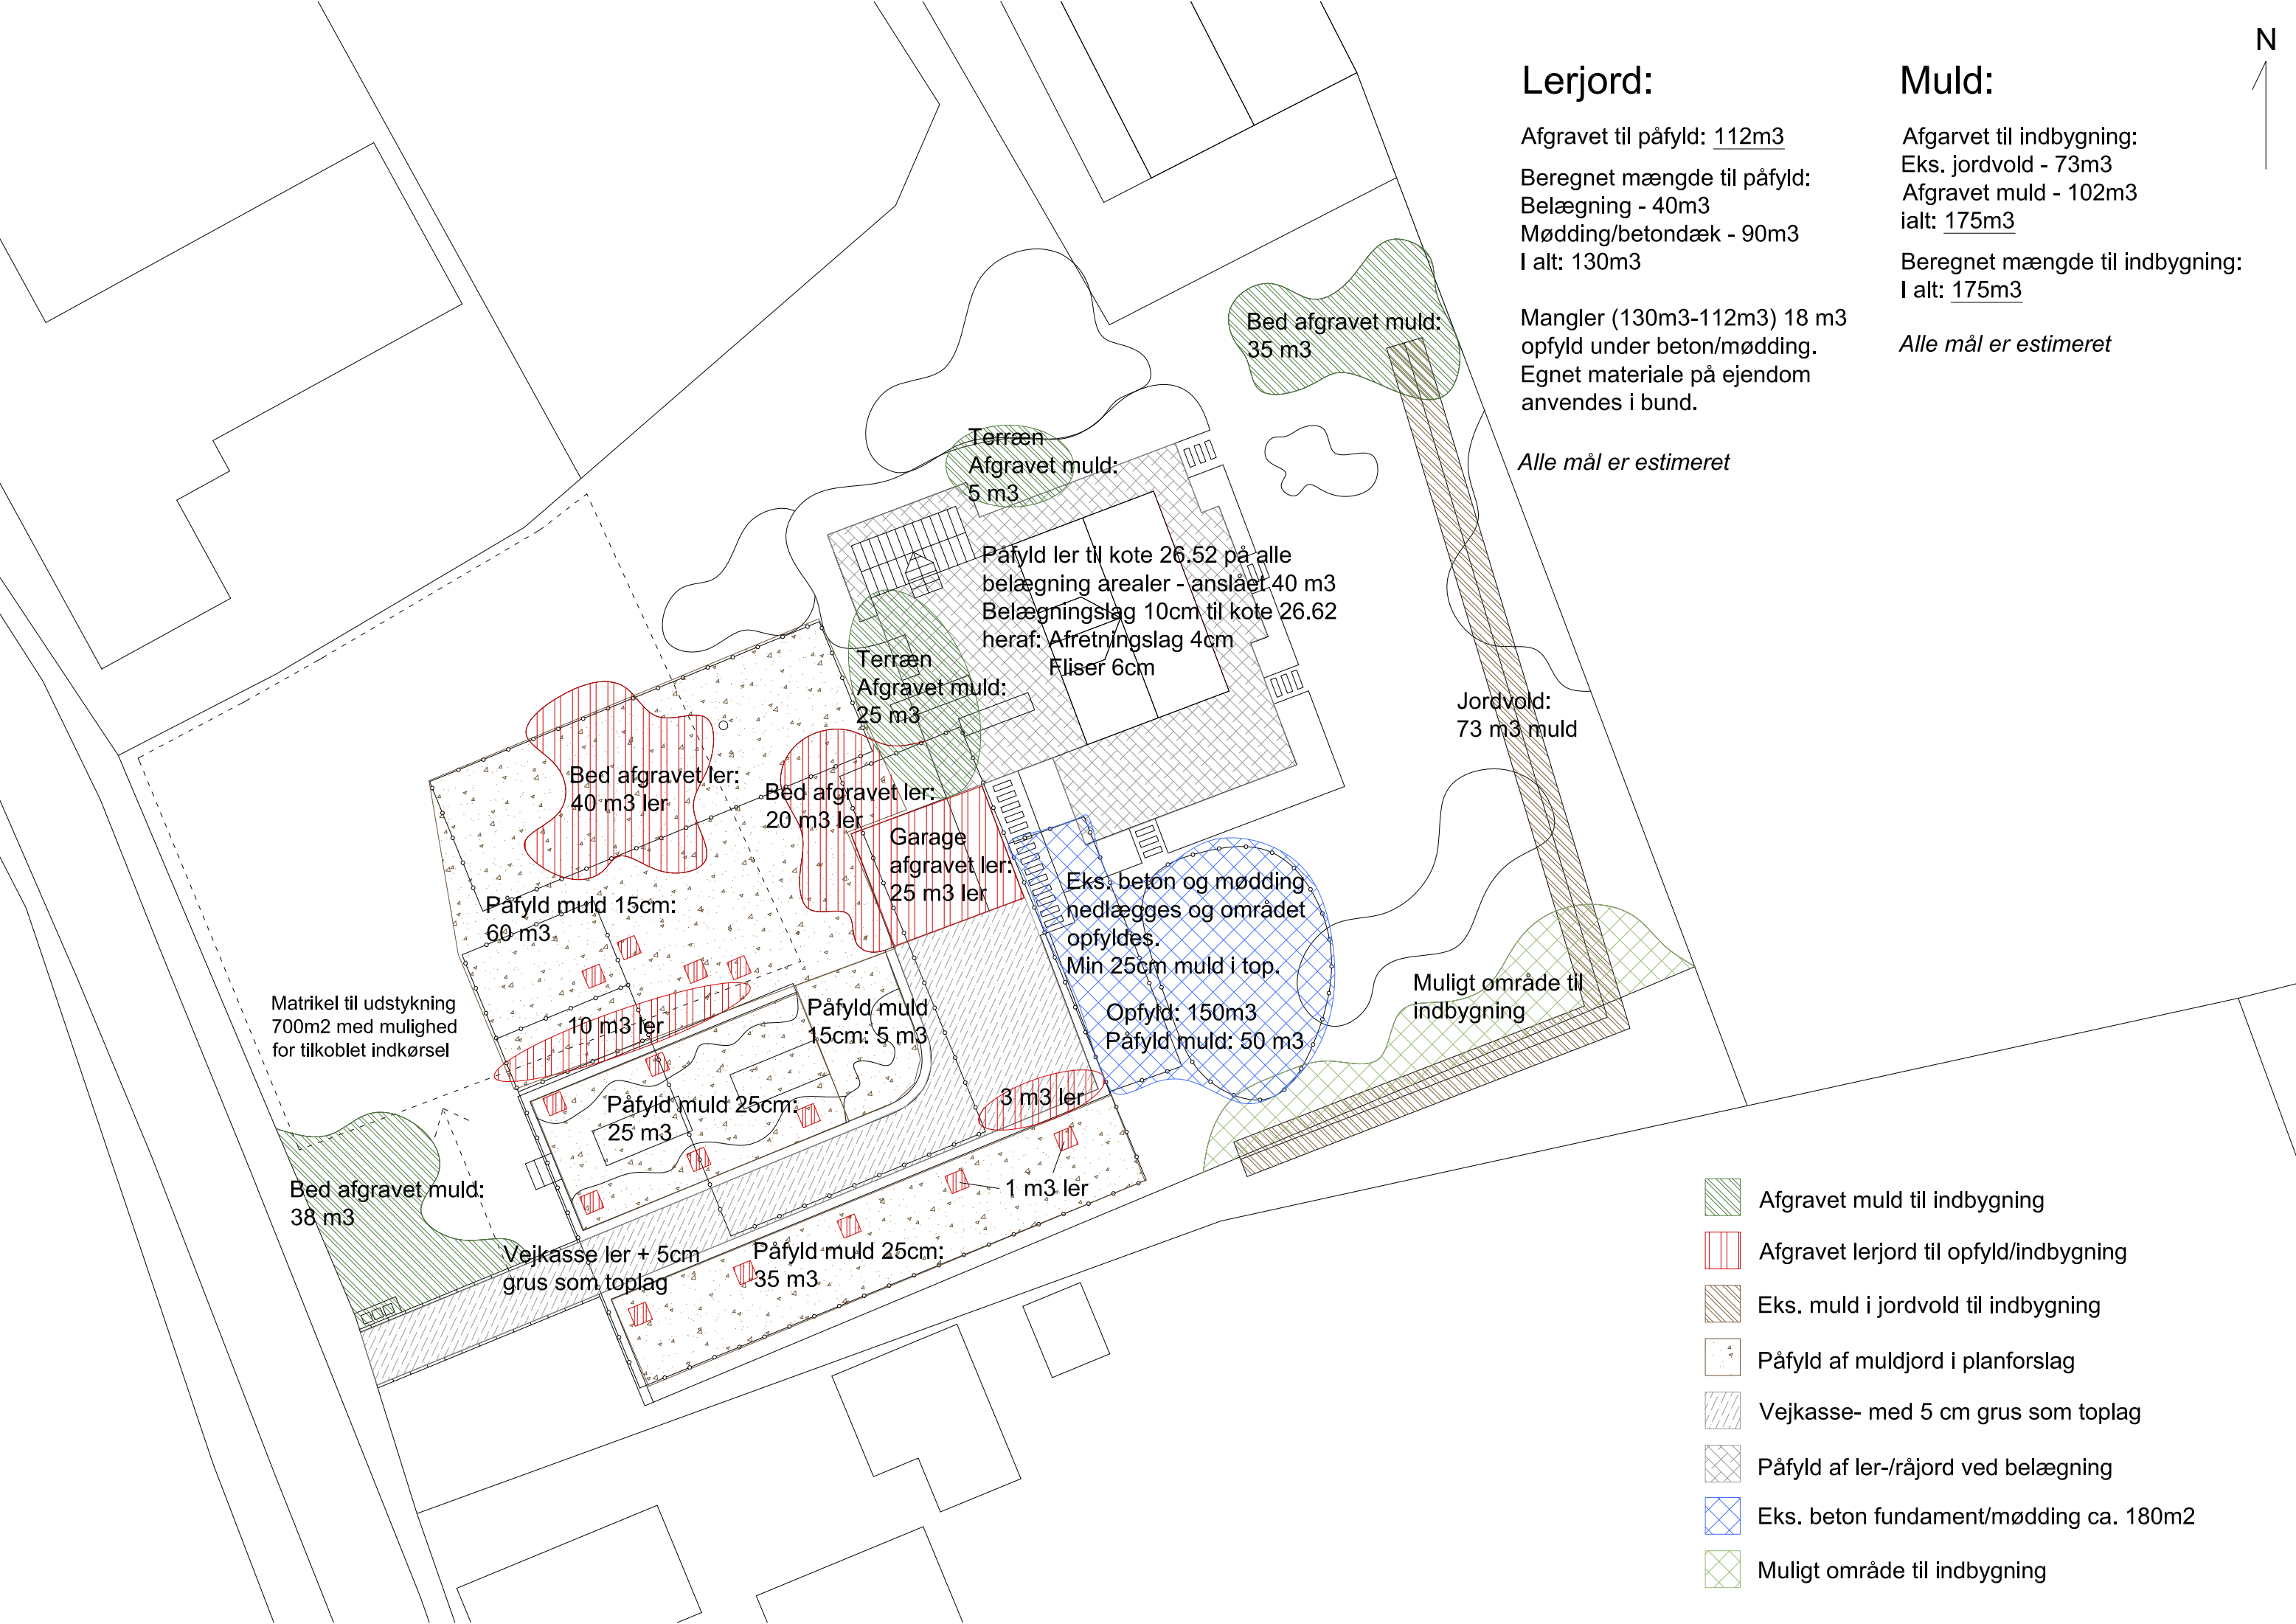 N
Lerjord:
Afgravet til påfyld: 112m3
Beregnet mængde til påfyld:
Belægning - 40m3
Mødding/betondæk - 90m3
I alt: 130m3
Mangler (130m3-112m3) 18 m3
opfyld under beton/mødding.
Egnet materiale på ejendom
anvendes i bund.
Alle mål er estimeret
Muld:
Afgarvet til indbygning:
Eks. jordvold - 73m3
Afgravet muld - 102m3
ialt: 175m3
Beregnet mængde til indbygning:
I alt: 175m3
Alle mål er estimeret
Bed afgravet muld:
35 m3
Terræn
Afgravet muld:
5 m3
Påfyld ler til kote 26.52 på alle
belægning arealer - anslået 40 m3
Belægningslag 10cm til kote 26.62
heraf: Afretningslag 4cm
Fliser 6cm
Terræn
Afgravet muld:
25 m3
Jordvold:
73 m3 muld
Bed afgravet ler:
40 m3 ler
Bed afgravet ler:
20 m3 ler
Garage
afgravet ler:
25 m3 ler
Påfyld muld 15cm:
60 m3
Eks. beton og mødding
nedlægges og området
opfyldes.
Min 25cm muld i top.
Opfyld: 150m3
Påfyld muld: 50 m3
Muligt område til
indbygning
Matrikel til udstykning
700m2 med mulighed
for tilkoblet indkørsel
10 m3 ler
Påfyld muld
15cm: 5 m3
Påfyld muld 25cm:
25 m3
3 m3 ler
1 m3 ler
Bed afgravet muld:
38 m3
Vejkasse ler + 5cm
grus som toplag
Påfyld muld 25cm:
35 m3
Afgravet muld til indbygning
Afgravet lerjord til opfyld/indbygning
Eks. muld i jordvold til indbygning
Påfyld af muldjord i planforslag
Vejkasse- med 5 cm grus som toplag
Påfyld af ler-/råjord ved belægning
Eks. beton fundament/mødding ca. 180m2
Muligt område til indbygning